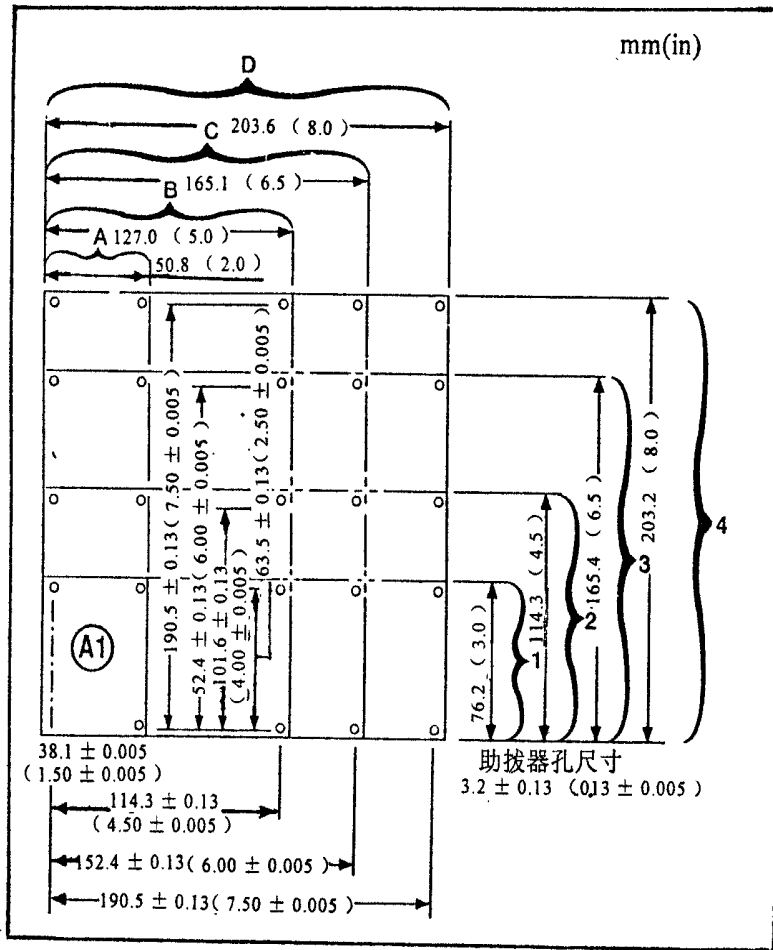 mm(in)
D
203.6 ( 8.0 )
C
165.1 ( 6.5 )
B
127.0 ( 5.0 )
A
50.8 ( 2.0 )
190.5 ± 0.13( 7.50 ± 0.005 )
52.4 ± 0.13( 6.00 ± 0.005 )
101.6 ± 0.13
( 4.00 ± 0.005 )
63.5 ± 0.13( 2.50 ± 0.005 )
76.2 ( 3.0 )
1
114.3 ( 4.5 )
2
165.4 ( 6.5 )
3
203.2 ( 8.0 )
4
A1
38.1 ± 0.005
( 1.50 ± 0.005 )
114.3 ± 0.13
( 4.50 ± 0.005 )
152.4 ± 0.13( 6.00 ± 0.005 )
190.5 ± 0.13( 7.50 ± 0.005 )
助拔器孔尺寸
3.2 ± 0.13 (0.13 ± 0.005 )